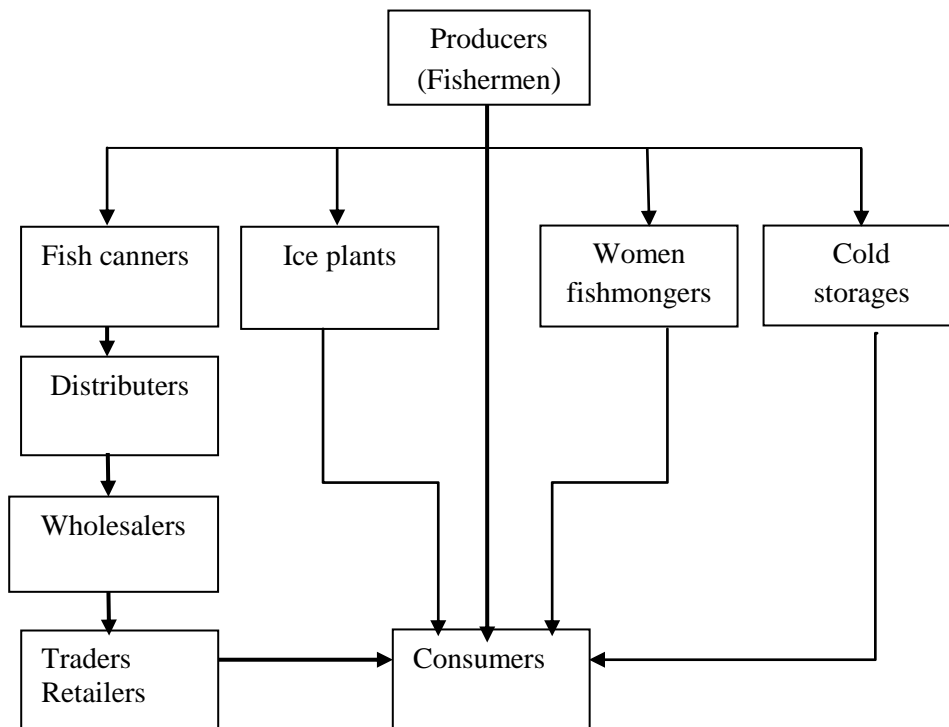 Producers
(Fishermen)
Fish canners
Ice plants
Women
fishmongers
Cold
storages
Distributers
Wholesalers
Traders
Retailers
Consumers